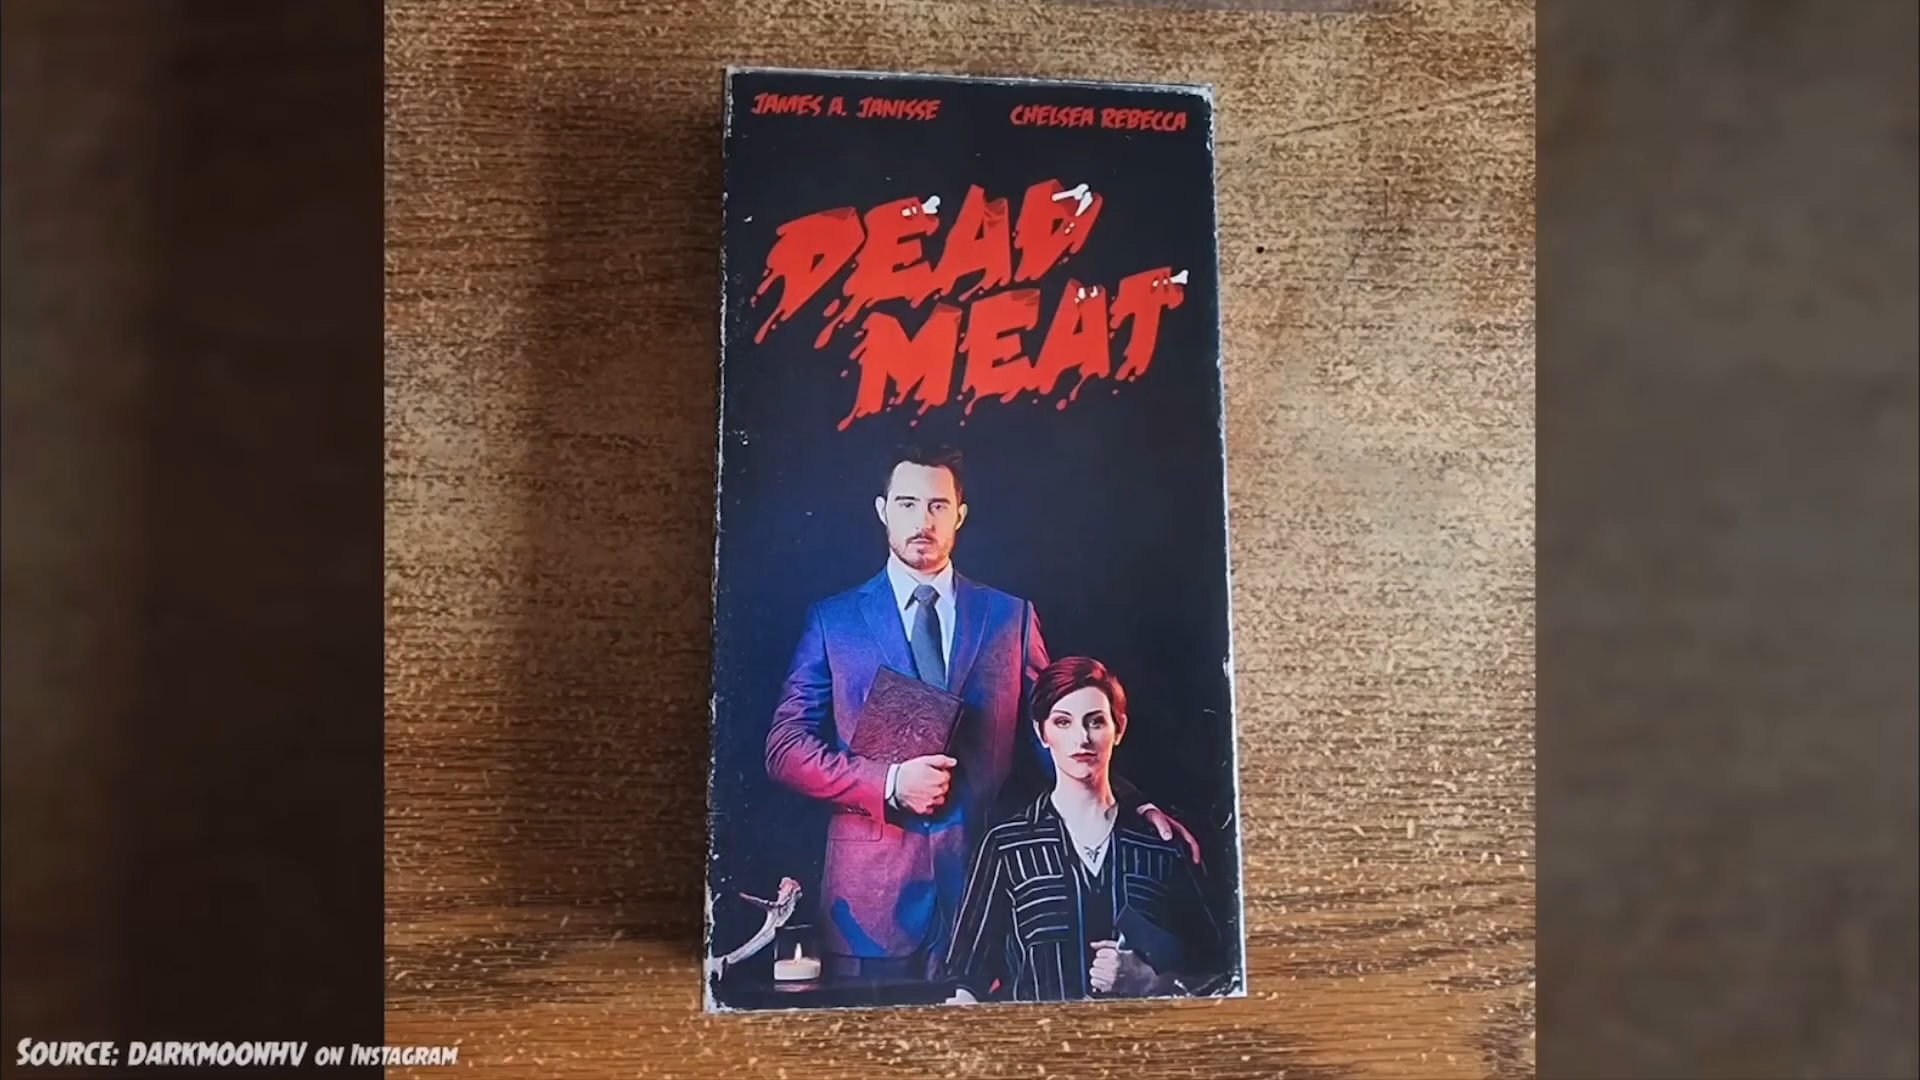 JAMES A. JANISSE
CHELSEA REBECCA
DEAD
MEAT
SOURCE: DARKMOONHV ON INSTAGRAM